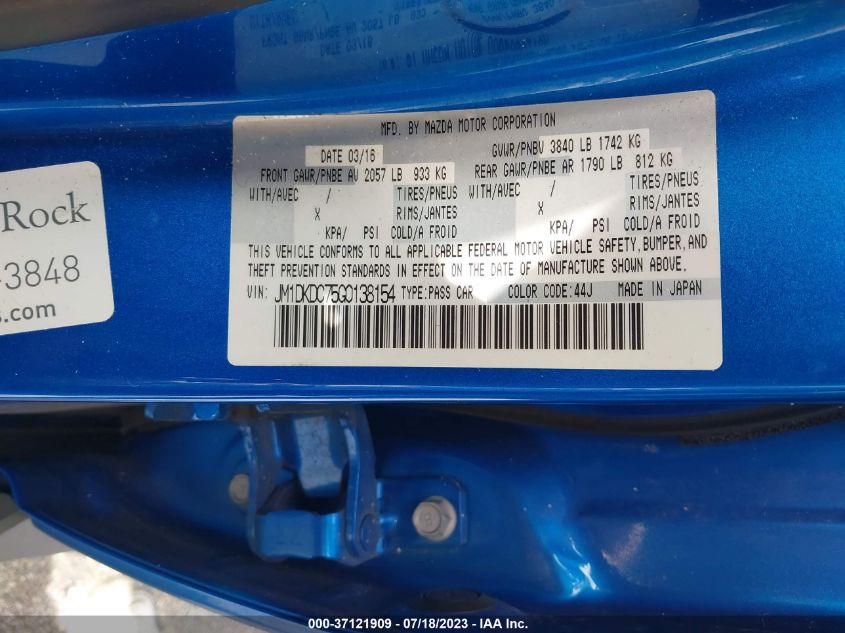 MFD. BY MAZDA MOTOR CORPORATION
DATE 03/16 GVWR/PNBV 3840 LB 1742 KG
FRONT GAWR/PNBE AV 2057 LB 933 KG REAR GAWR/PNBE AR 1790 LB 812 KG
WITH/AVEC / TIRES/PNEUS WITH/AVEC / TIRES/PNEUS
X RIMS/JANTES X RIMS/JANTES
KPA/ PSI COLD/A FROID KPA/ PSI COLD/A FROID
THIS VEHICLE CONFORMS TO ALL APPLICABLE FEDERAL MOTOR VEHICLE SAFETY, BUMPER, AND
THEFT PREVENTION STANDARDS IN EFFECT ON THE DATE OF MANUFACTURE SHOWN ABOVE.
VIN: JM1DKDC75G0138154 TYPE: PASS CAR COLOR CODE: 44J MADE IN JAPAN
Rock
-3848
s.com
000-37121909 - 07/18/2023 - IAA Inc.